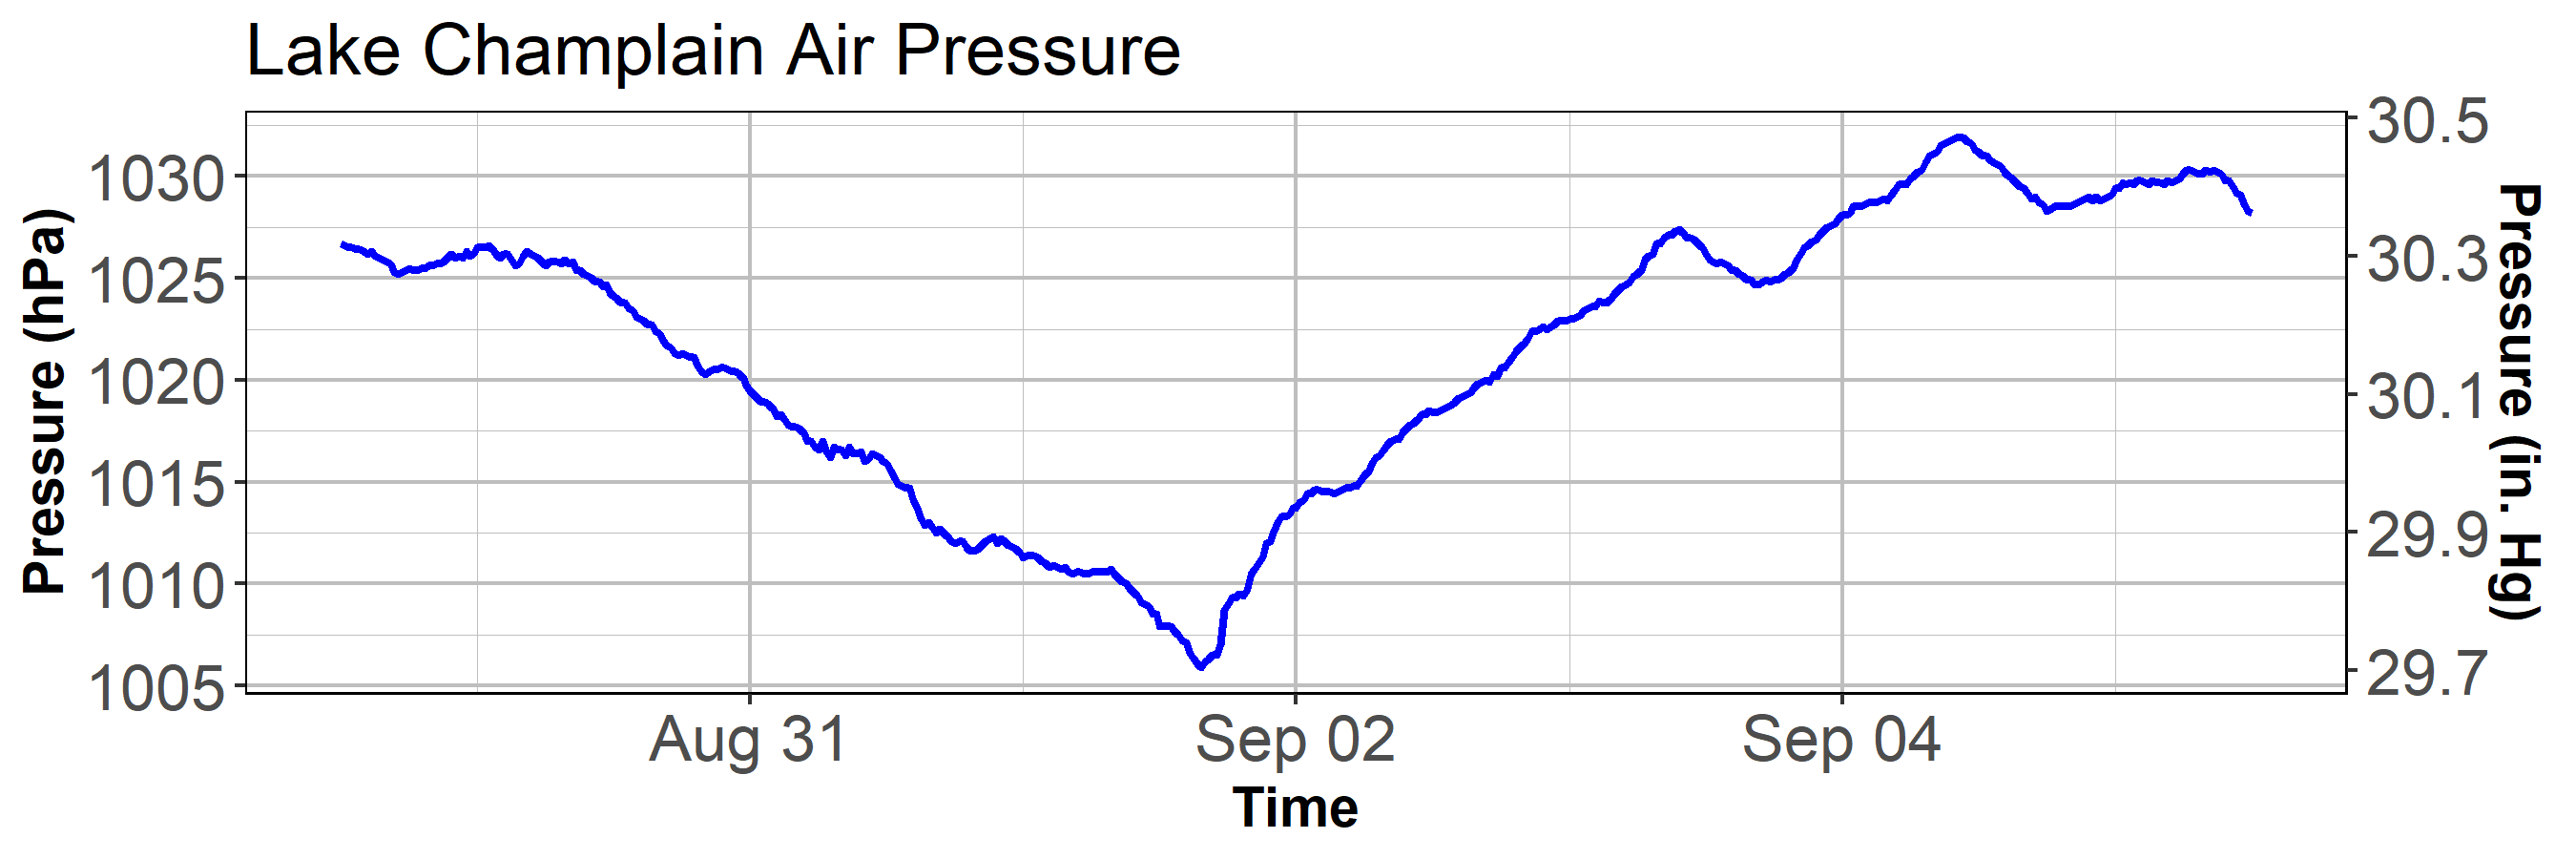 Lake Champlain Air Pressure
Pressure (hPa)
1030
1025
1020
1015
1010
1005
30.5
30.3
30.1
29.9
29.7
Pressure (in. Hg)
Aug 31
Sep 02
Sep 04
Time